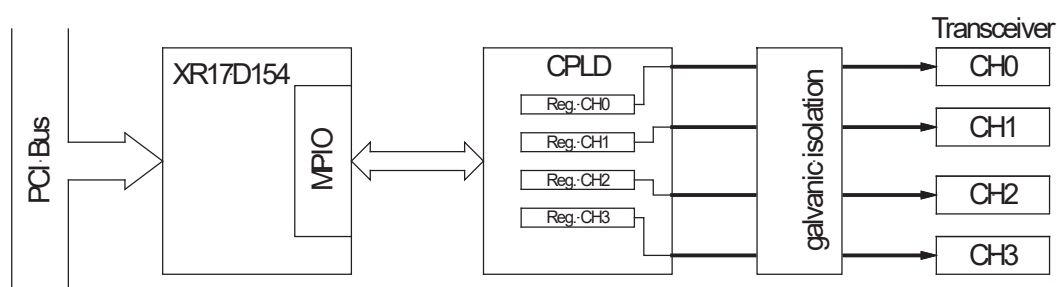 PCI-Bus
XR17D154
MPIO
CPLD
Reg.-CH0
Reg.-CH1
Reg.-CH2
Reg.-CH3
galvanic isolation
Transceiver
CH0
CH1
CH2
CH3